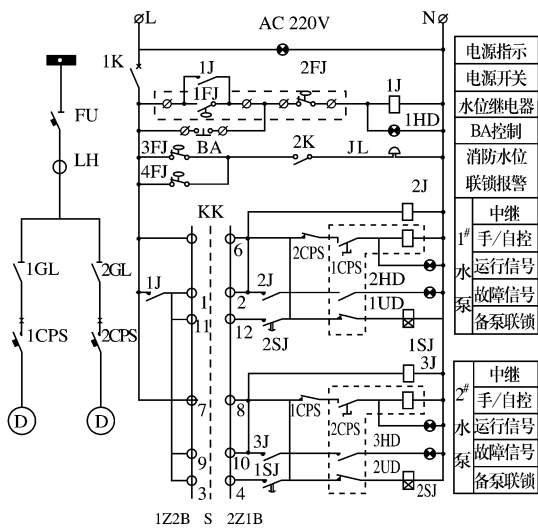 L
AC 220V
N
1K
1J
2FJ
1J
1FJ
1HD
FU
LH
BA
3FJ
2K
JL
4FJ
2J
KK
6
2CPS
1CPS
1GL
2GL
1J
1
2
2J
2HD
1UD
11
12
2SJ
1SJ
1CPS
2CPS
3J
7
8
1CPS
2CPS
D
D
3J
3HD
9
10
1SJ
2UD
2SJ
3
4
1Z2B S 2Z1B
电源指示
电源开关
水位继电器
BA控制
消防水位
联锁报警
1#水泵
中继
手/自控
运行信号
故障信号
备泵联锁
2#水泵
中继
手/自控
运行信号
故障信号
备泵联锁